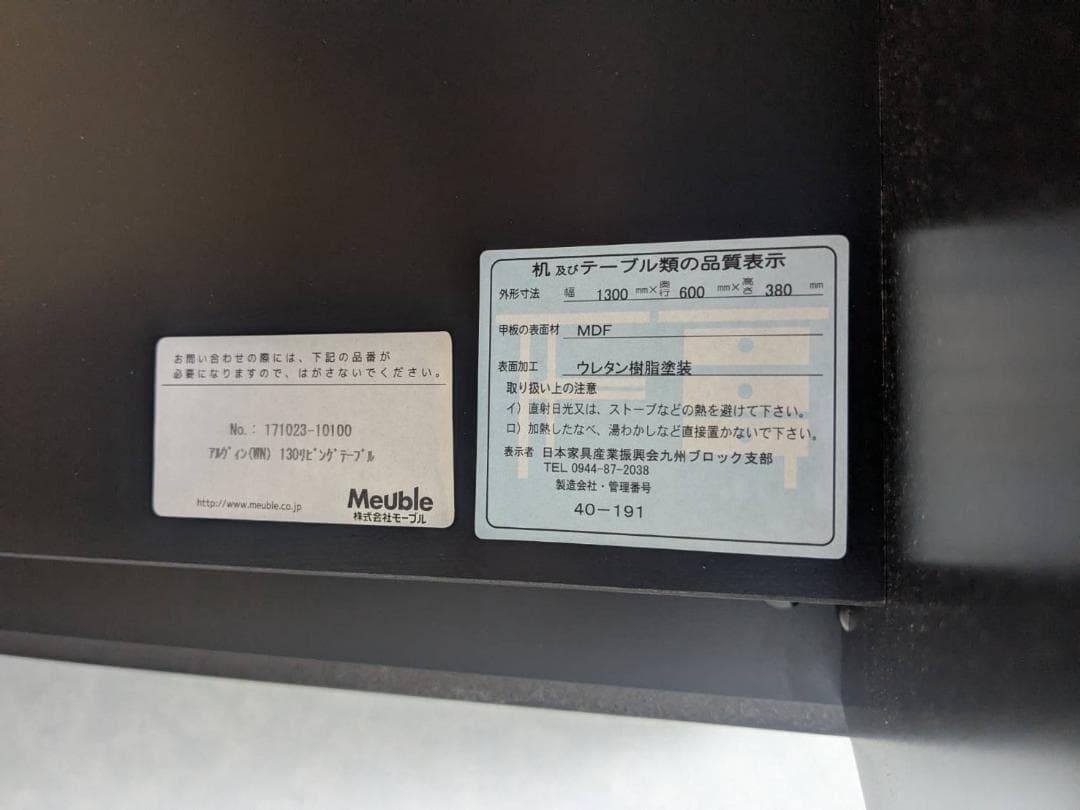 お問い合わせの際には、下記の品番が
必要になりますので、はがさないでください。
No.: 171023-10100
ｱﾙｳﾞｨﾝ(WN) 130ﾘﾋﾞﾝｸﾞﾃｰﾌﾞﾙ
http://www.meuble.co.jp
Meuble
株式会社モーブル
机及びテーブル類の品質表示
外形寸法 幅 1300 mm×奥行 600 mm×高さ 380 mm
甲板の表面材 MDF
表面加工 ウレタン樹脂塗装
取り扱い上の注意
イ）直射日光又は、ストーブなどの熱を避けて下さい。
ロ）加熱したなべ、湯わかしなど直接置かないで下さい。
表示者 日本家具産業振興会九州ブロック支部
TEL 0944-87-2038
製造会社・管理番号
40-191